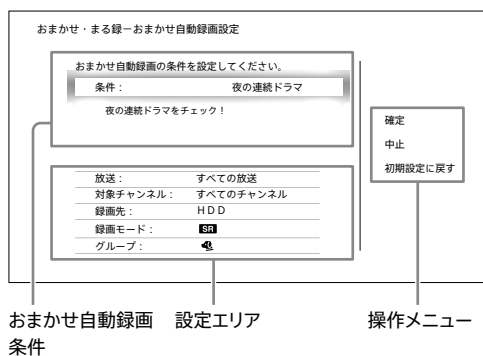 おまかせ・まる録－おまかせ自動録画設定
おまかせ自動録画の条件を設定してください。
条件： 夜の連続ドラマ
夜の連続ドラマをチェック！
放送： すべての放送
対象チャンネル： すべてのチャンネル
録画先： HDD
録画モード： SR
グループ：
確定
中止
初期設定に戻す
おまかせ自動録画条件
設定エリア
操作メニュー